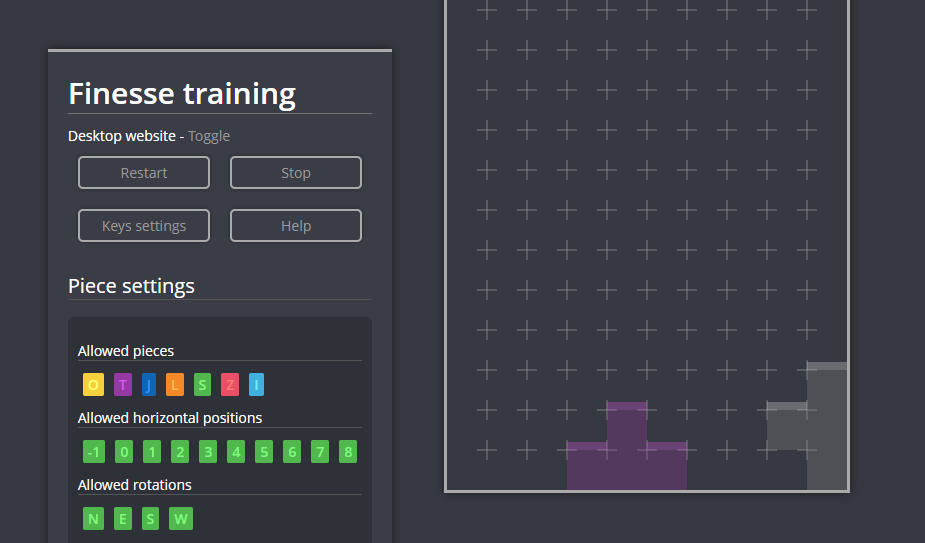 Finesse training
Desktop website - Toggle
Restart Stop
Keys settings Help
Piece settings
Allowed pieces
O T J L S Z I
Allowed horizontal positions
-1 0 1 2 3 4 5 6 7 8
Allowed rotations
N E S W